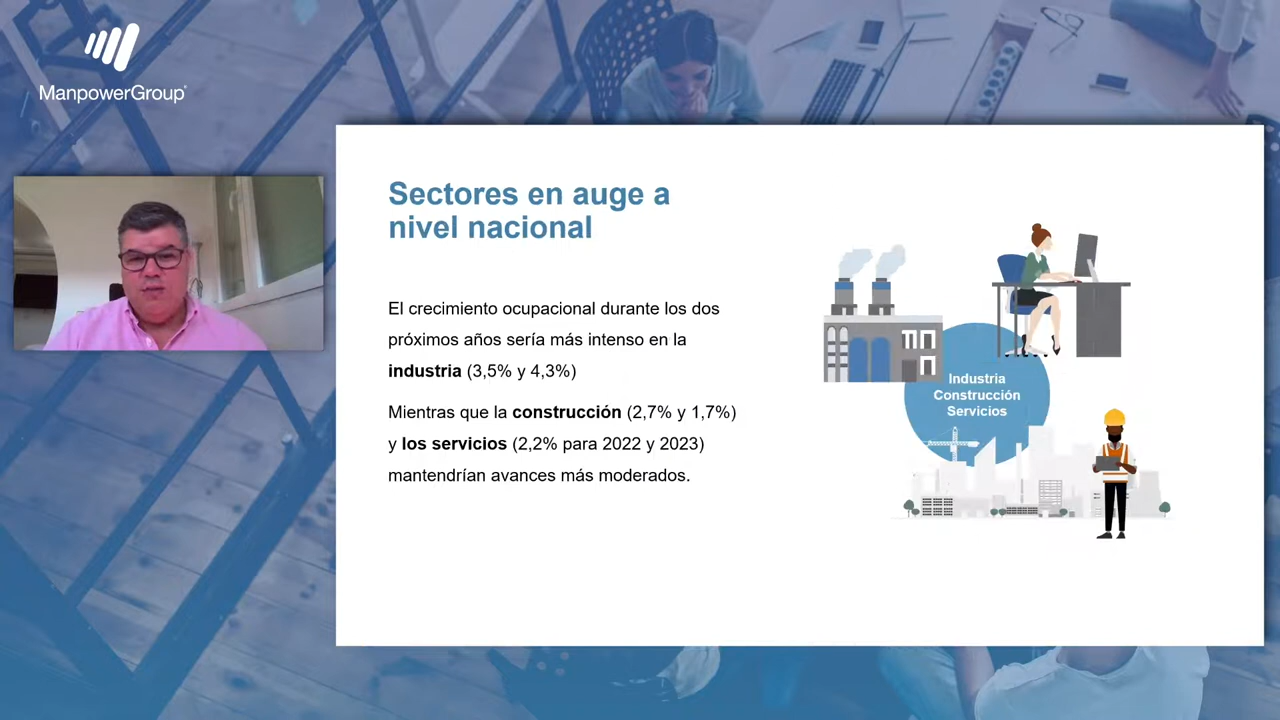 ManpowerGroup
Sectores en auge a
nivel nacional
El crecimiento ocupacional durante los dos
próximos años sería más intenso en la
industria (3,5% y 4,3%)
Mientras que la construcción (2,7% y 1,7%)
y los servicios (2,2% para 2022 y 2023)
mantendrían avances más moderados.
Industria
Construcción
Servicios